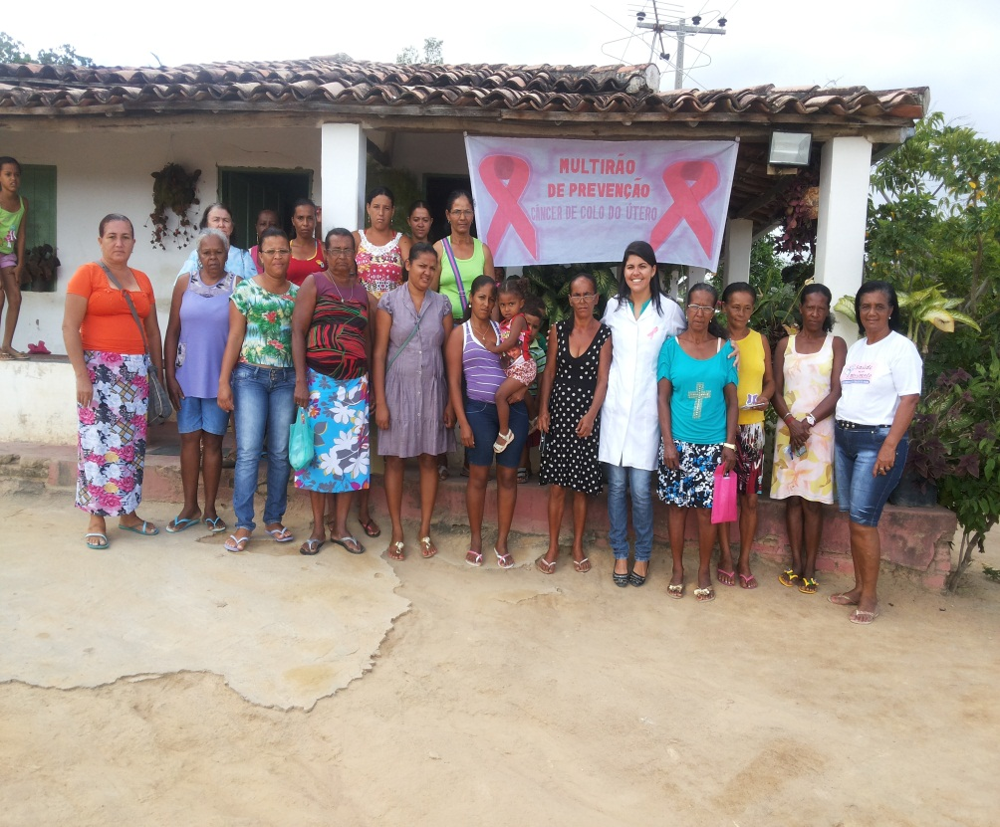 MULTIRÃO
DE PREVENÇÃO
CÂNCER DE COLO DO ÚTERO